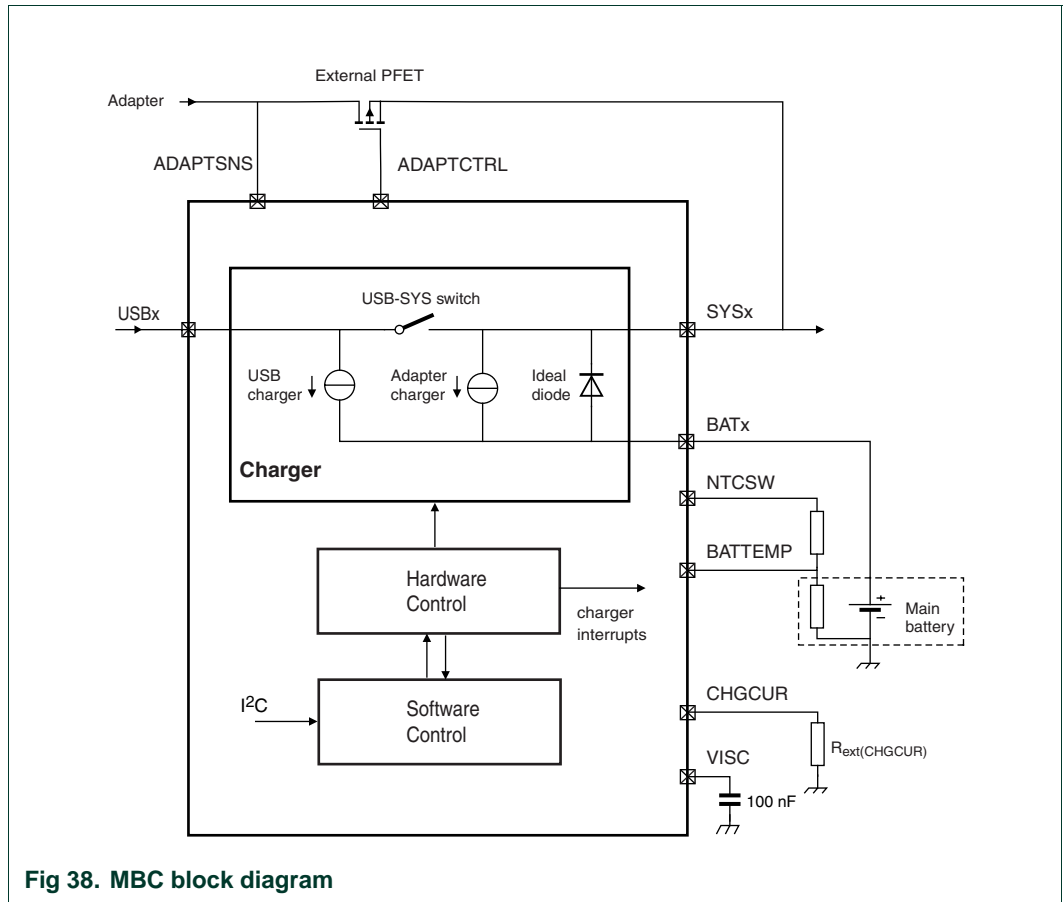 External PFET
Adapter
ADAPTSNS
ADAPTCTRL
USB-SYS switch
USBx
SYSx
USB
charger
Adapter
charger
Ideal
diode
BATx
Charger
NTCSW
BATTEMP
Hardware
Control
charger
interrupts
+
−
Main
battery
I²C
Software
Control
CHGCUR
Rext(CHGCUR)
VISC
100 nF
Fig 38. MBC block diagram